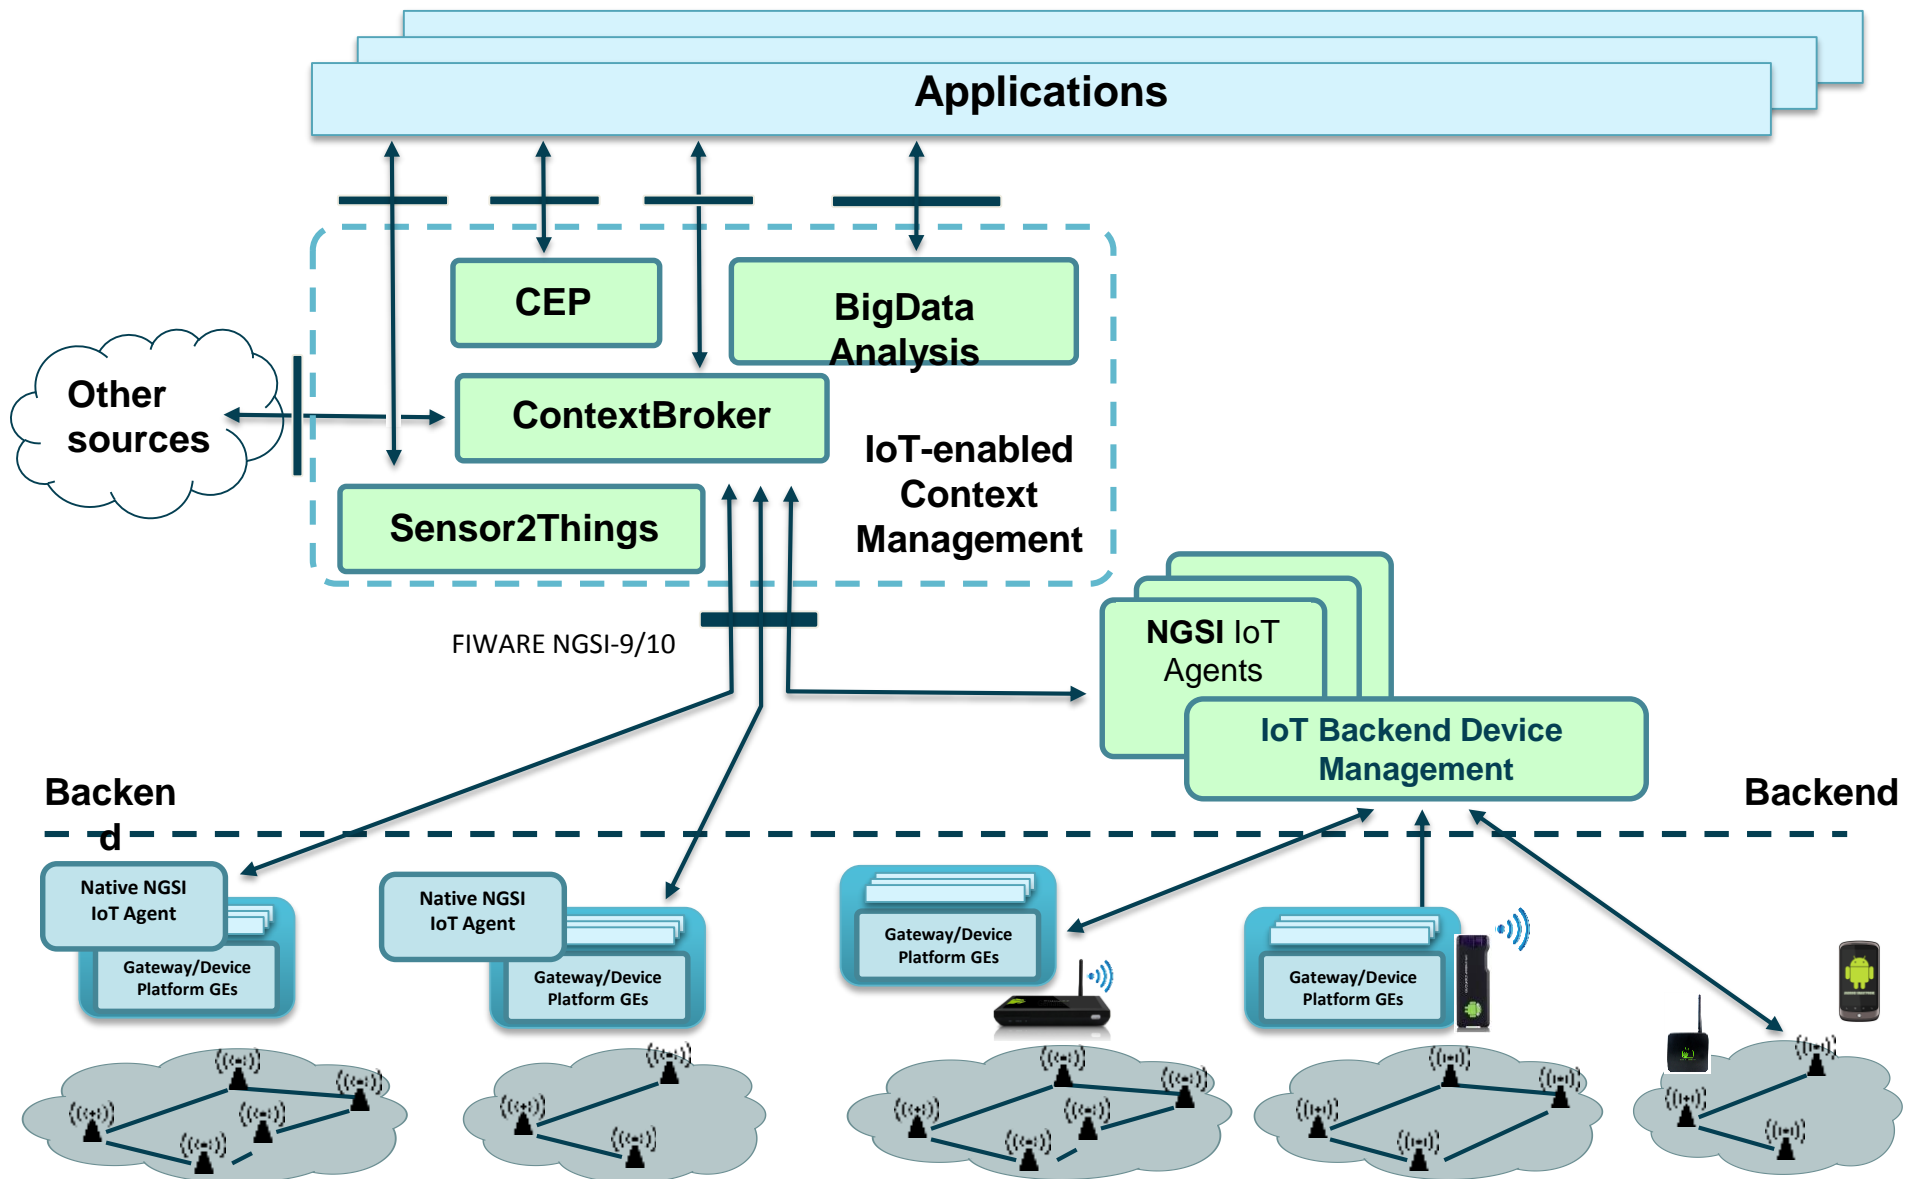 Applications
CEP
BigData
Analysis
Other
sources
ContextBroker
IoT-enabled
Context
Management
Sensor2Things
FIWARE NGSI-9/10
NGSI IoT
Agents
IoT Backend Device
Management
Backen
d
Backend
Native NGSI
IoT Agent
Gateway/Device
Platform GEs
Native NGSI
IoT Agent
Gateway/Device
Platform GEs
Gateway/Device
Platform GEs
Gateway/Device
Platform GEs